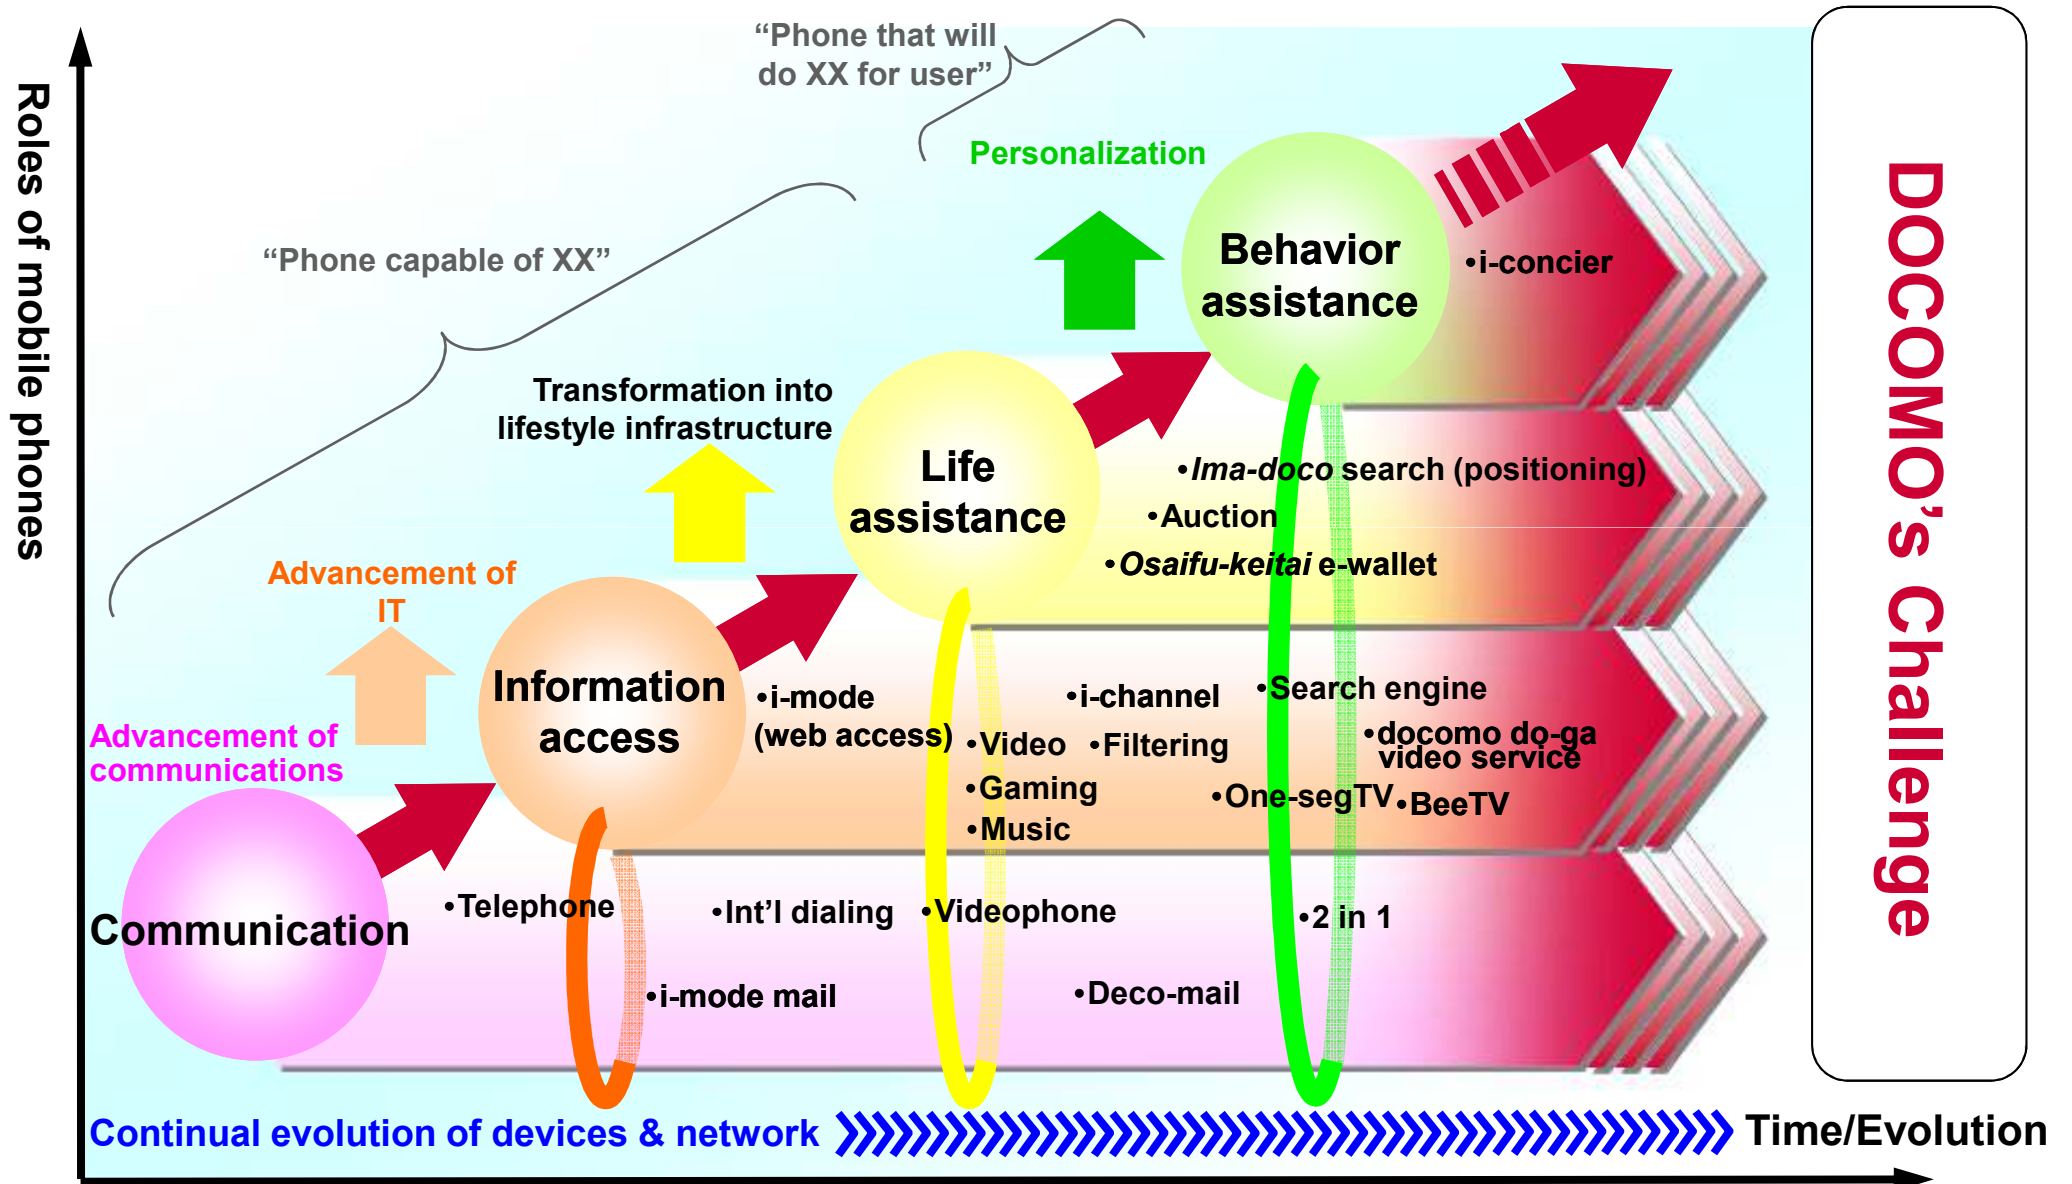 “Phone that will
do XX for user”
Roles of mobile phones
Personalization
“Phone capable of XX”
Behavior
assistance
•i-concier
Transformation into
lifestyle infrastructure
Life
assistance
•Ima-doco search (positioning)
•Auction
•Osaifu-keitai e-wallet
Advancement of
IT
Information
access
•i-mode
(web access)
•i-channel
•Search engine
•Video
•Filtering
•docomo do-ga
video service
•Gaming
•One-segTV
•BeeTV
•Music
Advancement of
communications
Communication
•Telephone
•Int’l dialing
•Videophone
•2 in 1
•i-mode mail
•Deco-mail
Continual evolution of devices & network
Time/Evolution
DOCOMO’s Challenge